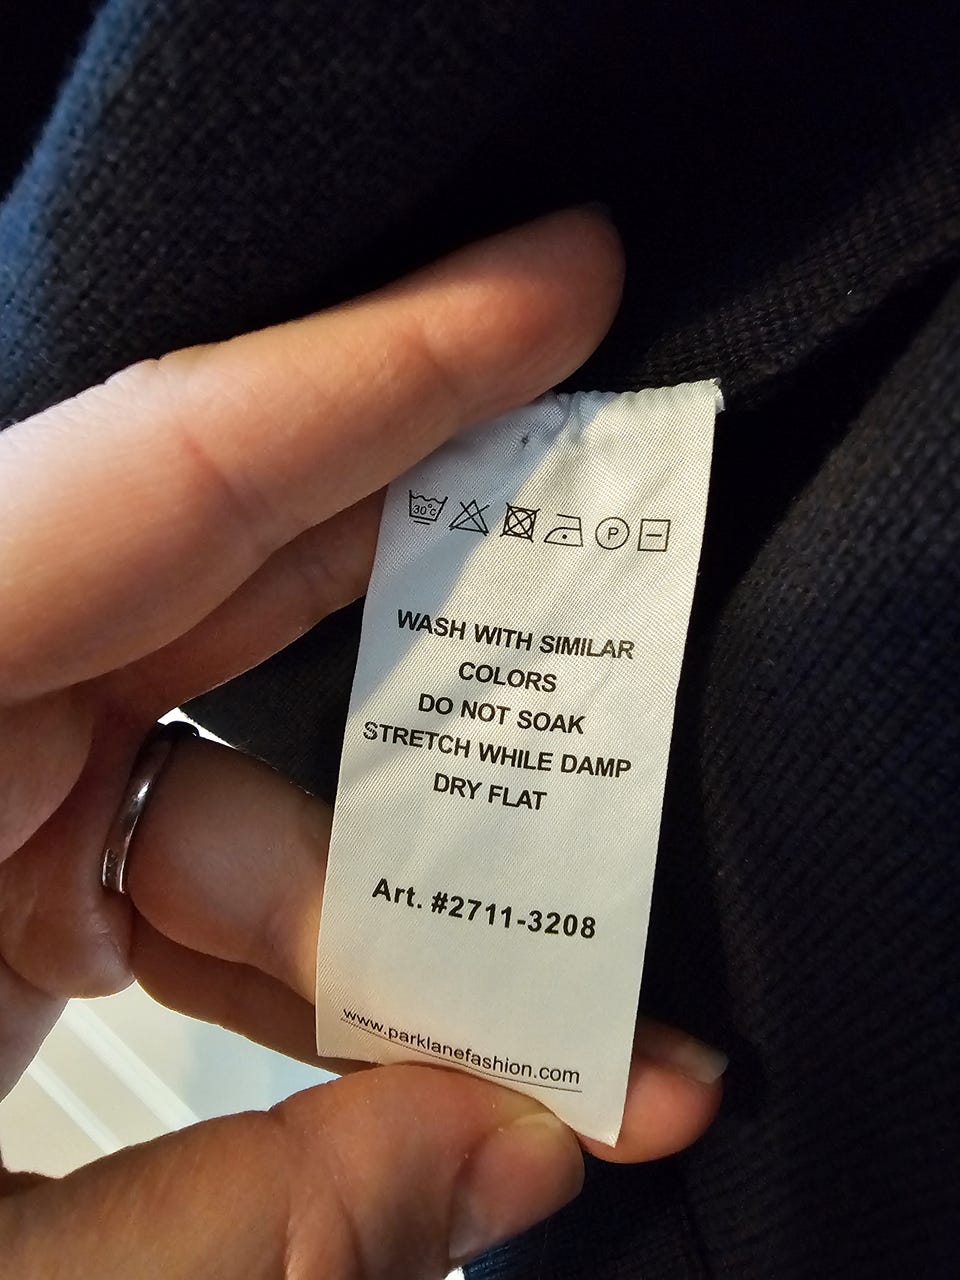 30°c P
WASH WITH SIMILAR
COLORS
DO NOT SOAK
STRETCH WHILE DAMP
DRY FLAT
Art. #2711-3208
www.parklanefashion.com